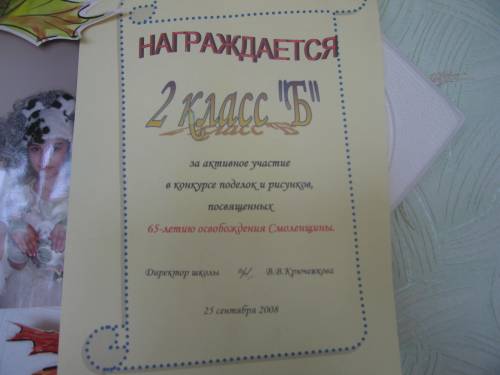 НАГРАЖДАЕТСЯ
2 класс "Б"
за активное участие
в конкурсе поделок и рисунков,
посвященных
65-летию освобождения Смоленщины.
Директор школы В.В.Крючанкова
25 сентября 2008